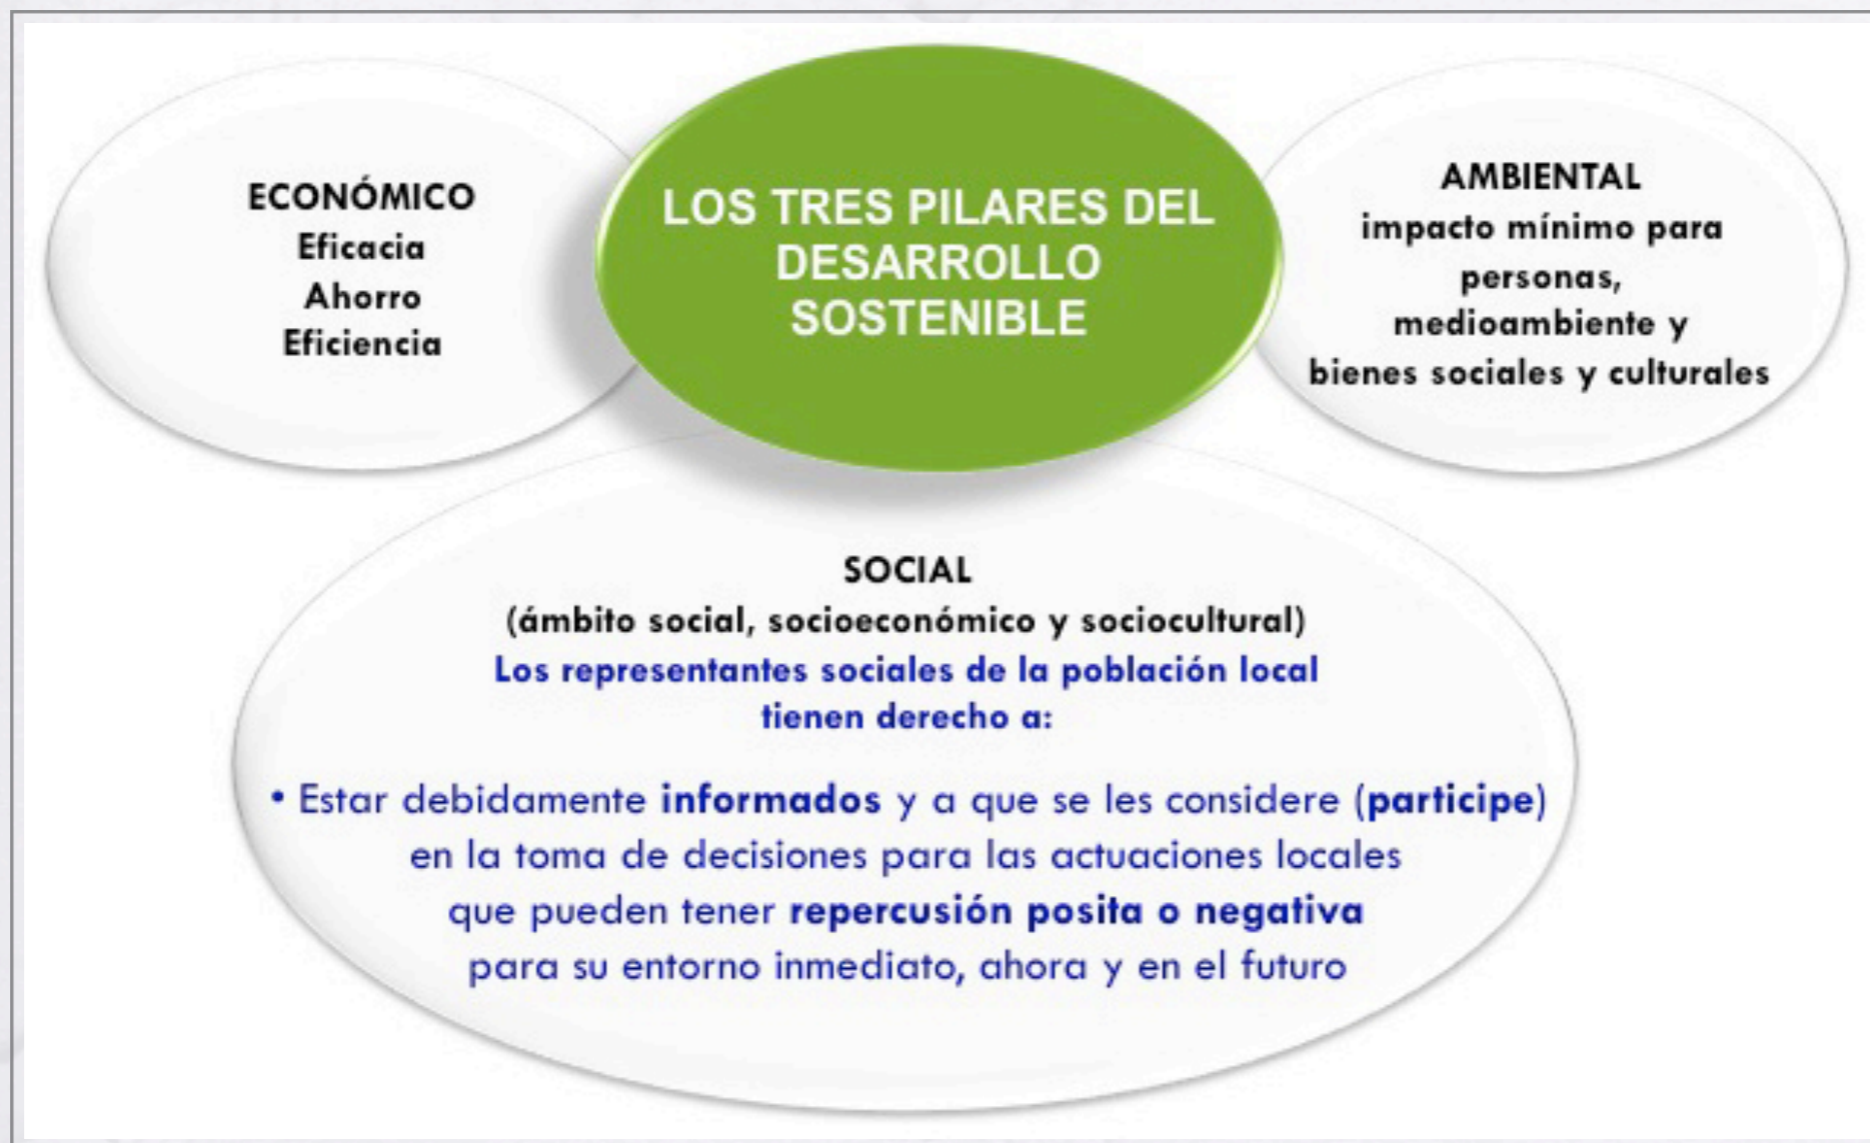 LOS TRES PILARES DEL
DESARROLLO
SOSTENIBLE
ECONÓMICO
Eficacia
Ahorro
Eficiencia
AMBIENTAL
impacto mínimo para
personas,
medioambiente y
bienes sociales y culturales
SOCIAL
(ámbito social, socioeconómico y sociocultural)
Los representantes sociales de la población local
tienen derecho a:
• Estar debidamente informados y a que se les considere (participe)
en la toma de decisiones para las actuaciones locales
que pueden tener repercusión posita o negativa
para su entorno inmediato, ahora y en el futuro